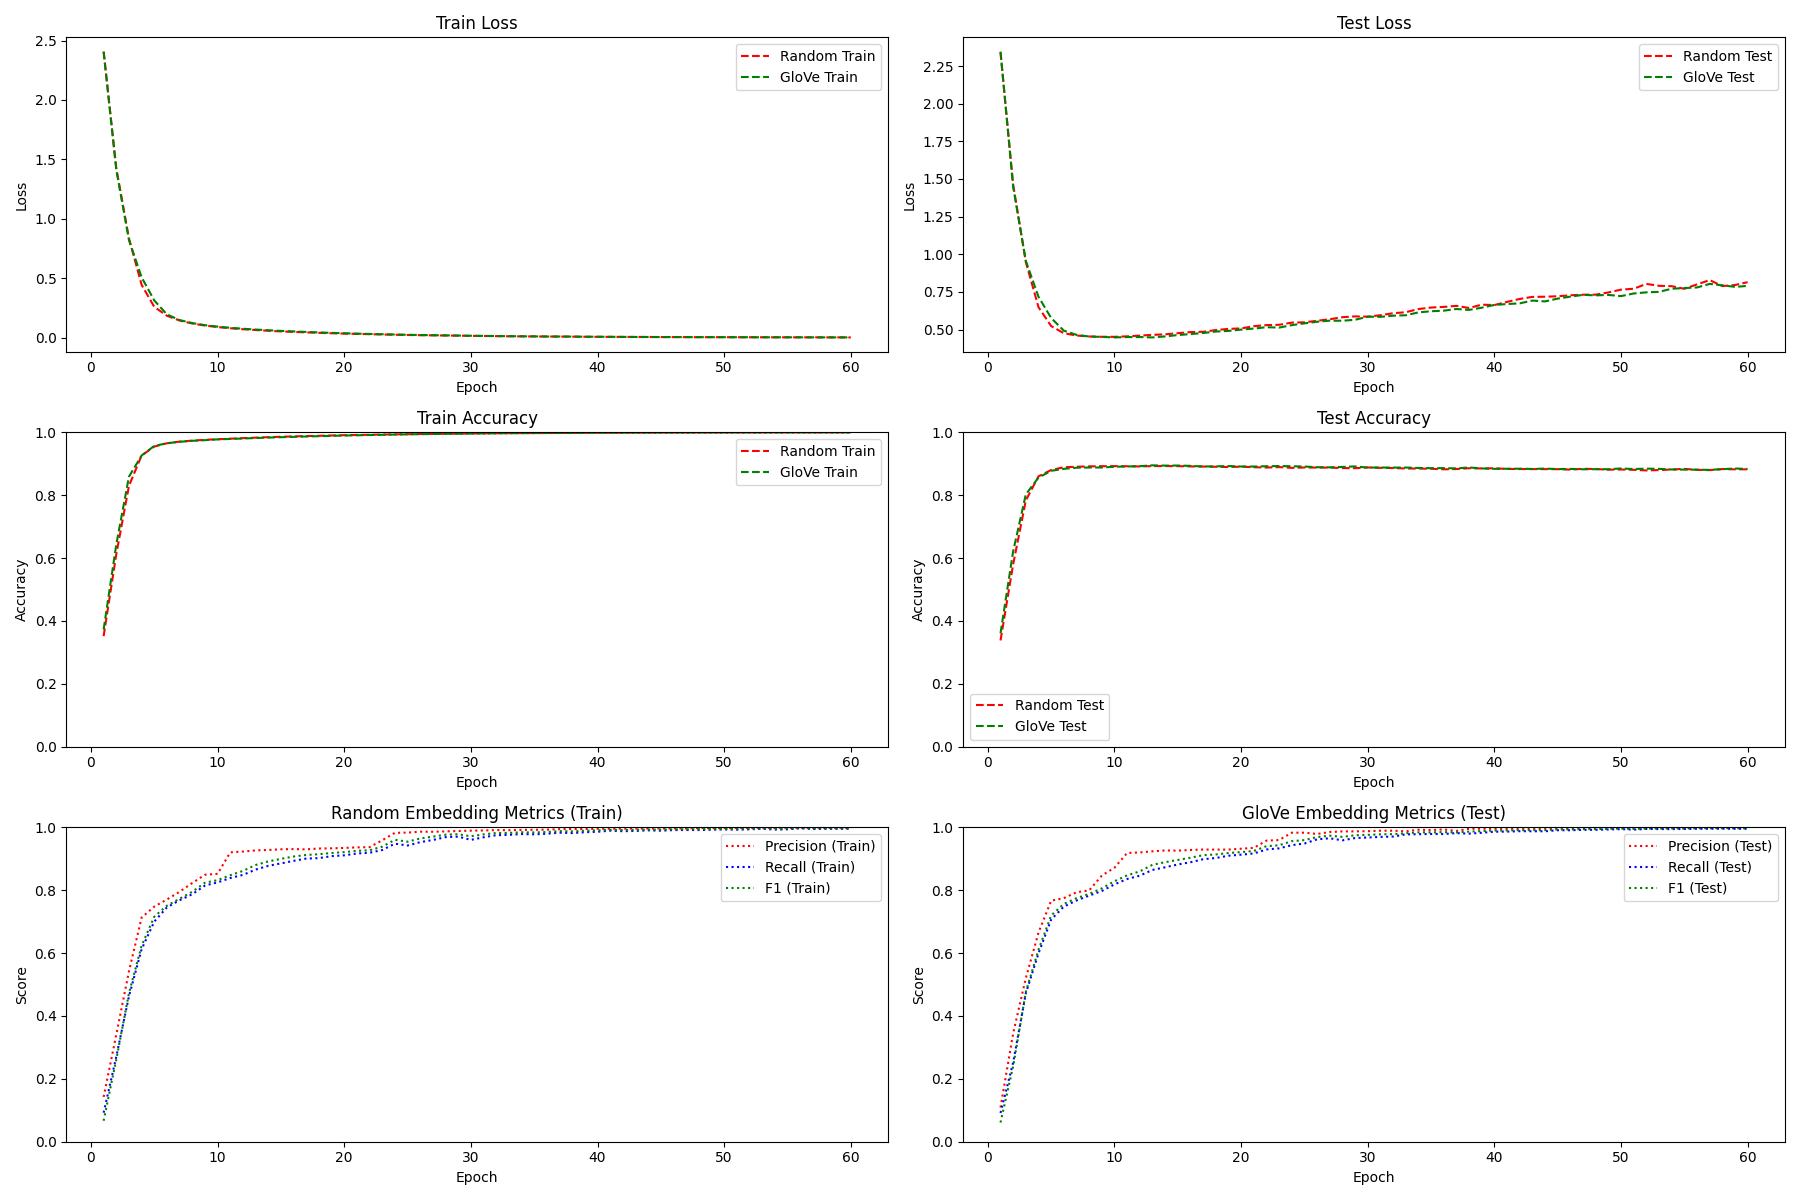 Train Loss
2.5
2.0
1.5
1.0
0.5
0.0
Loss
Random Train
GloVe Train
0 10 20 30 40 50 60
Epoch
Test Loss
2.25
2.00
1.75
1.50
1.25
1.00
0.75
0.50
Loss
Random Test
GloVe Test
0 10 20 30 40 50 60
Epoch
Train Accuracy
1.0
0.8
0.6
0.4
0.2
0.0
Accuracy
Random Train
GloVe Train
0 10 20 30 40 50 60
Epoch
Test Accuracy
1.0
0.8
0.6
0.4
0.2
0.0
Accuracy
Random Test
GloVe Test
0 10 20 30 40 50 60
Epoch
Random Embedding Metrics (Train)
1.0
0.8
0.6
0.4
0.2
0.0
Score
Precision (Train)
Recall (Train)
F1 (Train)
0 10 20 30 40 50 60
Epoch
GloVe Embedding Metrics (Test)
1.0
0.8
0.6
0.4
0.2
0.0
Score
Precision (Test)
Recall (Test)
F1 (Test)
0 10 20 30 40 50 60
Epoch